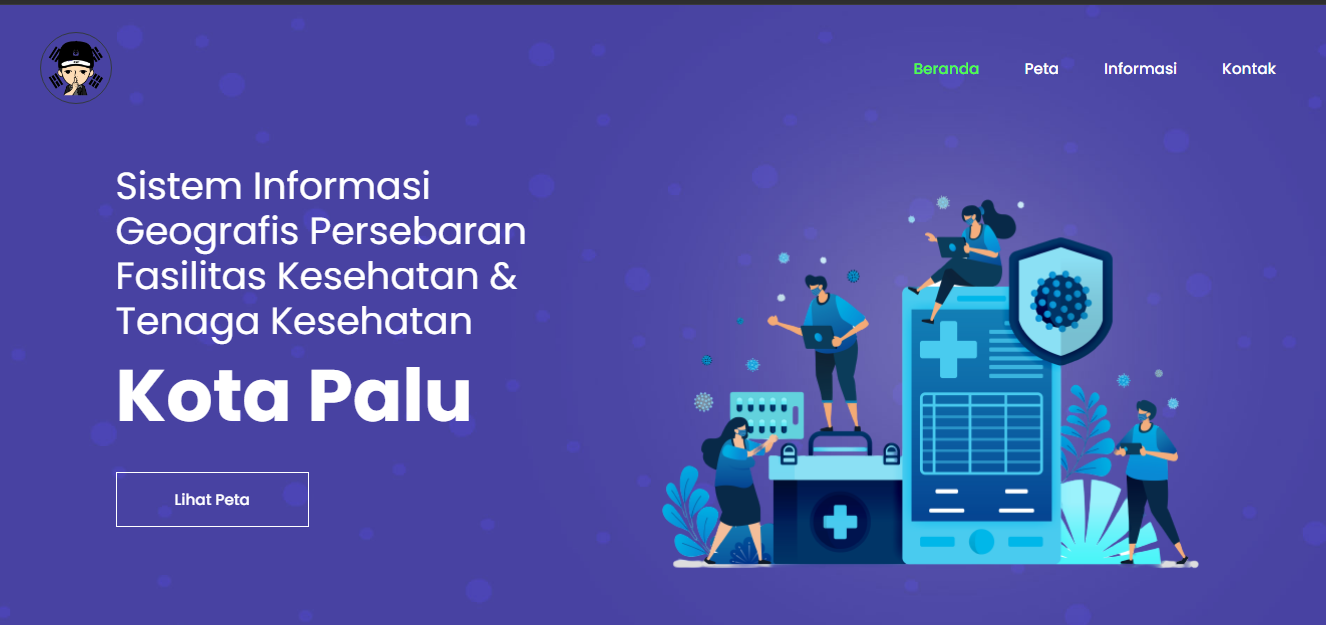 Beranda
Peta
Informasi
Kontak
Sistem Informasi
Geografis Persebaran
Fasilitas Kesehatan &
Tenaga Kesehatan
Kota Palu
Lihat Peta